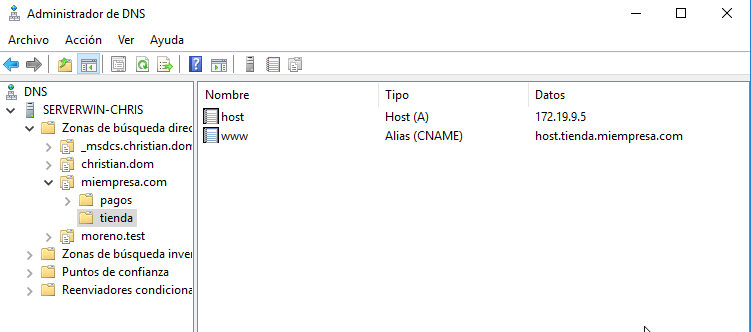 Administrador de DNS
Archivo Acción Ver Ayuda
DNS
SERVERWIN-CHRIS
Zonas de búsqueda direc
_msdcs.christian.dom
christian.dom
miempresa.com
pagos
tienda
moreno.test
Zonas de búsqueda inver
Puntos de confianza
Reenviadores condiciona
Nombre Tipo Datos
host Host (A) 172.19.9.5
www Alias (CNAME) host.tienda.miempresa.com